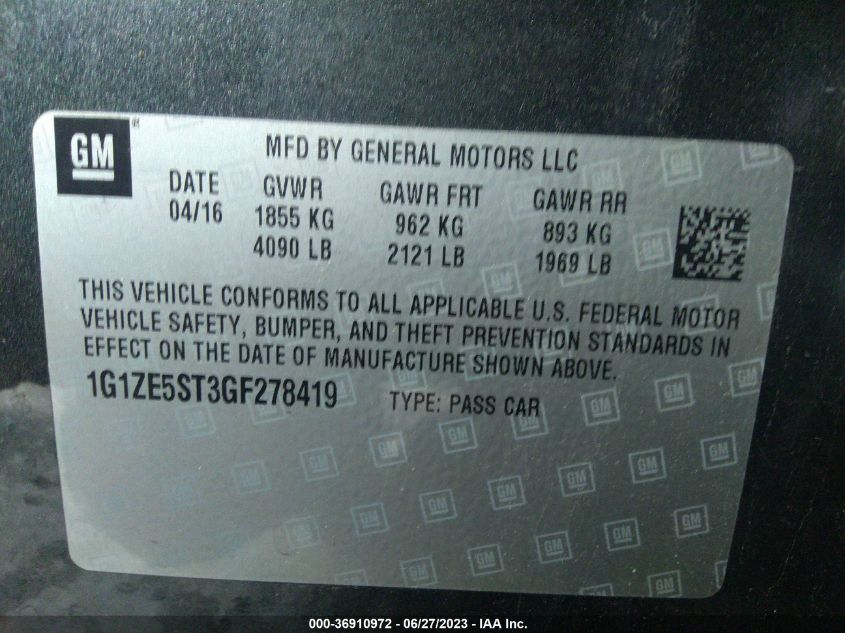 GM ®
MFD BY GENERAL MOTORS LLC
DATE GVWR GAWR FRT GAWR RR
04/16 1855 KG 962 KG 893 KG
4090 LB 2121 LB 1969 LB
THIS VEHICLE CONFORMS TO ALL APPLICABLE U.S. FEDERAL MOTOR
VEHICLE SAFETY, BUMPER, AND THEFT PREVENTION STANDARDS IN
EFFECT ON THE DATE OF MANUFACTURE SHOWN ABOVE.
1G1ZE5ST3GF278419 TYPE: PASS CAR
000-36910972 - 06/27/2023 - IAA Inc.